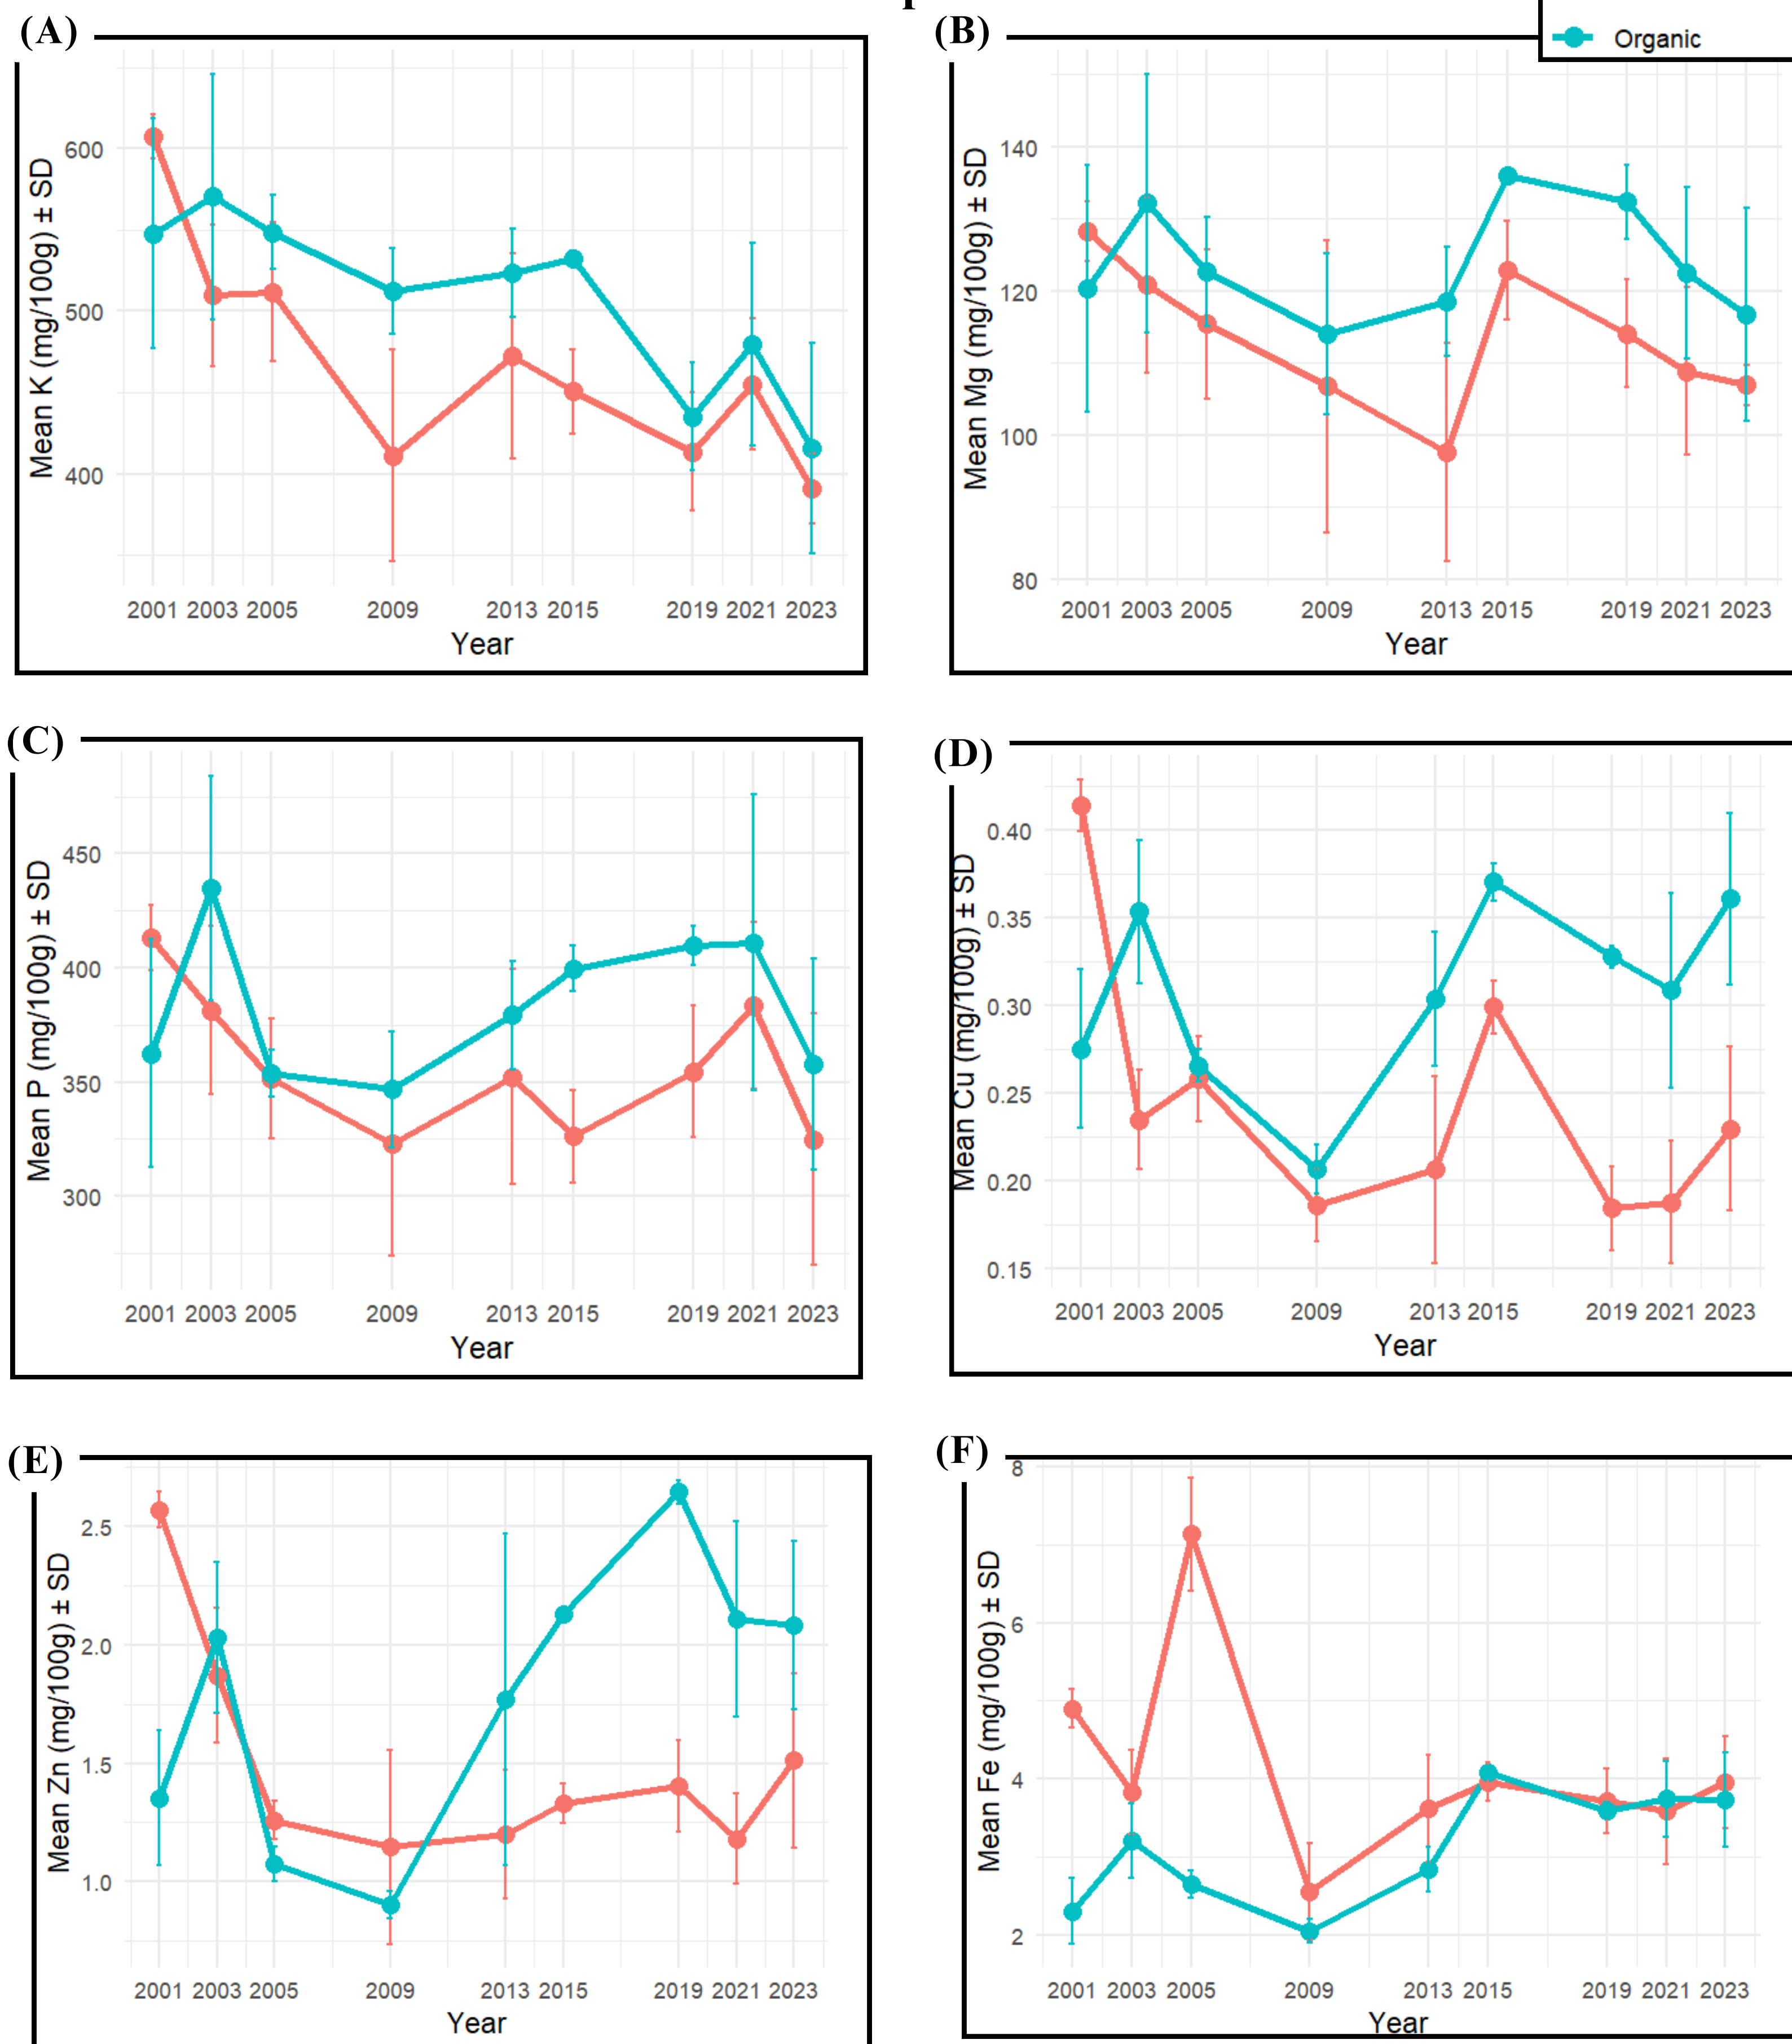 (A)
600
500
400
Mean K (mg/100g) ± SD
2001 2003 2005 2009 2013 2015 2019 2021 2023
Year
(B)
Organic
140
120
100
80
Mean Mg (mg/100g) ± SD
2001 2003 2005 2009 2013 2015 2019 2021 2023
Year
(C)
450
400
350
300
Mean P (mg/100g) ± SD
2001 2003 2005 2009 2013 2015 2019 2021 2023
Year
(D)
0.40
0.35
0.30
0.25
0.20
0.15
Mean Cu (mg/100g) ± SD
2001 2003 2005 2009 2013 2015 2019 2021 2023
Year
(E)
2.5
2.0
1.5
1.0
Mean Zn (mg/100g) ± SD
2001 2003 2005 2009 2013 2015 2019 2021 2023
Year
(F)
8
6
4
2
Mean Fe (mg/100g) ± SD
2001 2003 2005 2009 2013 2015 2019 2021 2023
Year